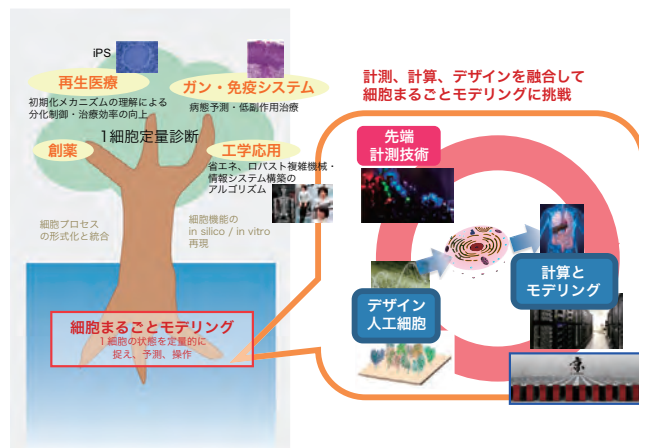 iPS
再生医療
初期化メカニズムの理解による
分化制御・治療効率の向上
ガン・免疫システム
病態予測・低副作用治療
1細胞定量診断
創薬
工学応用
省エネ、ロバスト複雑機械・
情報システム構築の
アルゴリズム
細胞プロセス
の形式化と統合
細胞機能の
in silico / in vitro
再現
細胞まるごとモデリング
1細胞の状態を定量的に
捉え、予測、操作
計測、計算、デザインを融合して
細胞まるごとモデリングに挑戦
先端
計測技術
計算と
モデリング
デザイン
人工細胞
京